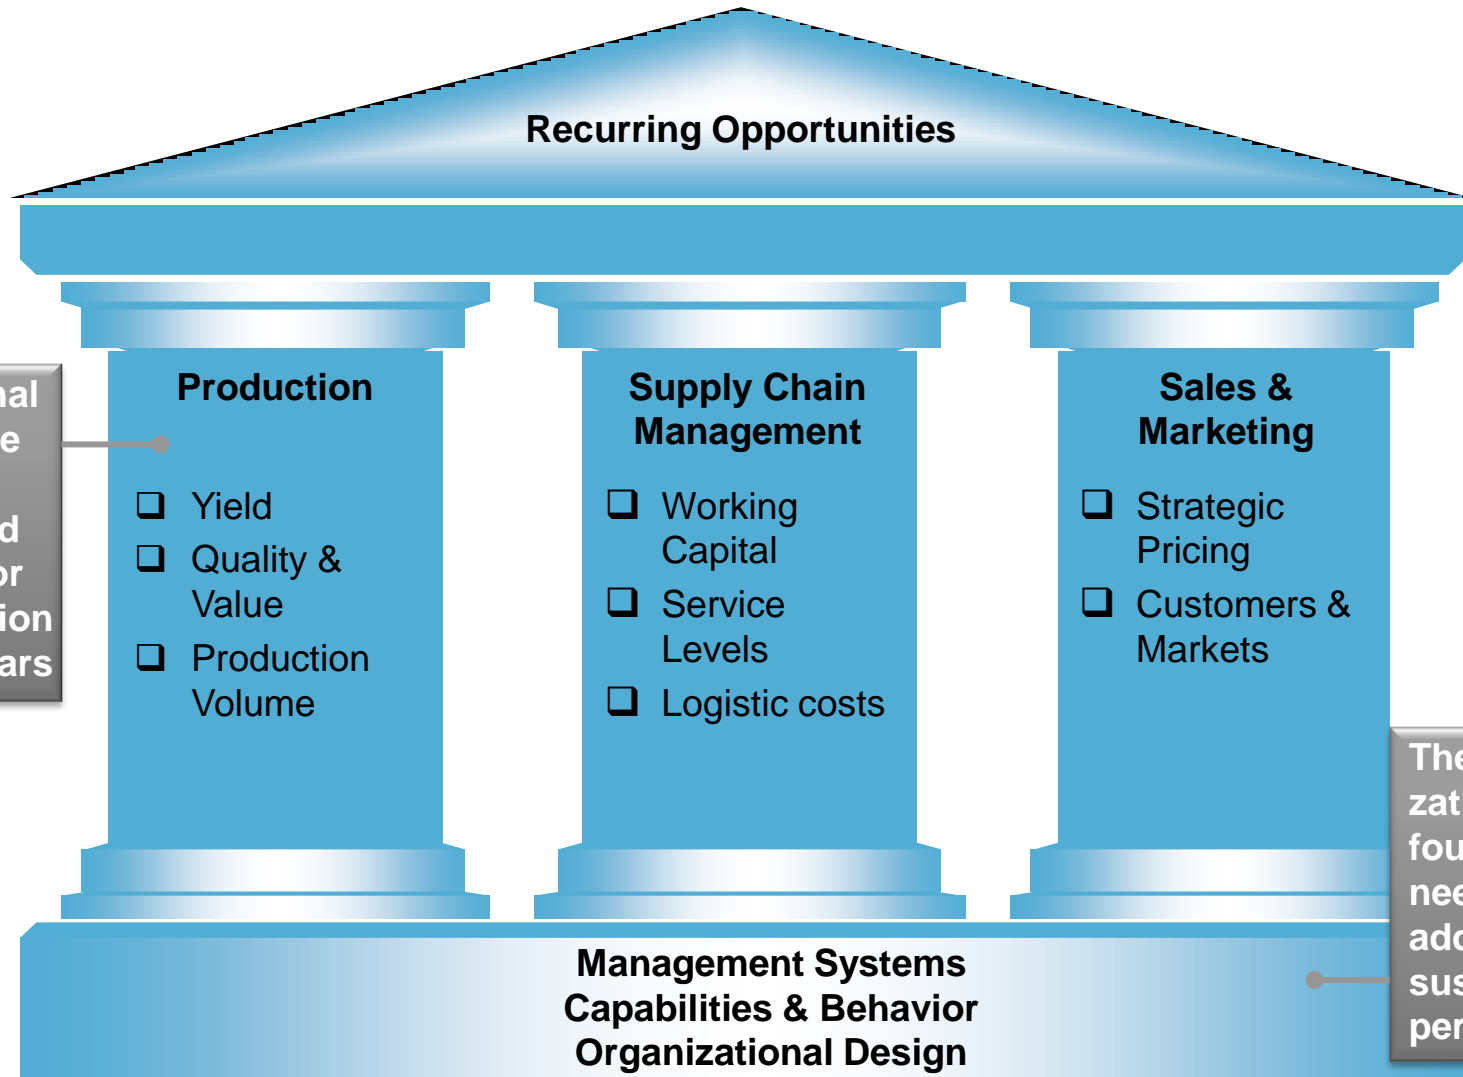 Recurring Opportunities
Production
Yield
Quality &
Value
Production
Volume
Supply Chain
Management
Working
Capital
Service
Levels
Logistic costs
Sales &
Marketing
Strategic
Pricing
Customers &
Markets
The
Management Systems
Capabilities & Behavior
Organizational Design